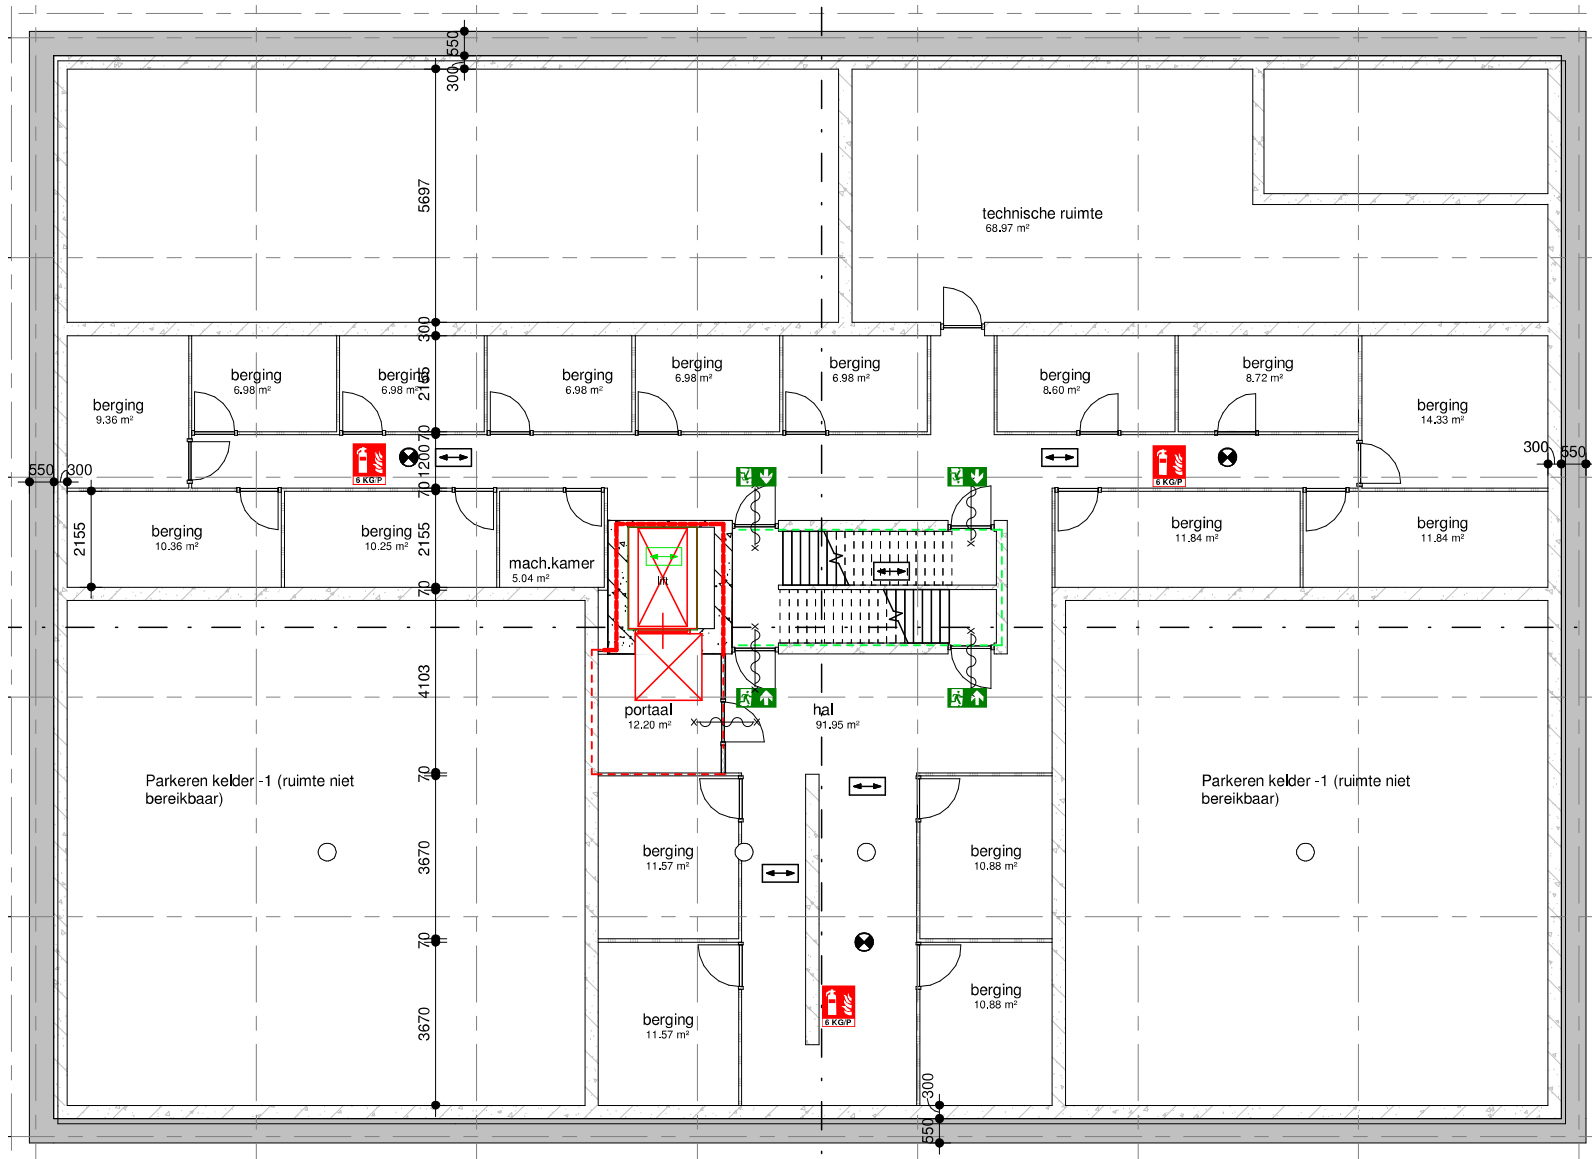 550
300
5697
technische ruimte
68.97 m²
300
berging
6.98 m²
berging
6.98 m²
2155
berging
6.98 m²
berging
6.98 m²
berging
6.98 m²
berging
8.60 m²
berging
8.72 m²
berging
9.36 m²
berging
14.33 m²
70
1200
70
6 KG/P
6 KG/P
550
300
300
550
2155
berging
10.36 m²
berging
10.25 m²
2155
mach.kamer
5.04 m²
lift
berging
11.84 m²
berging
11.84 m²
70
4103
portaal
12.20 m²
hal
91.95 m²
70
Parkeren kelder -1 (ruimte niet
bereikbaar)
Parkeren kelder -1 (ruimte niet
bereikbaar)
3670
berging
11.57 m²
berging
10.88 m²
70
berging
10.88 m²
3670
berging
11.57 m²
6 KG/P
300
550